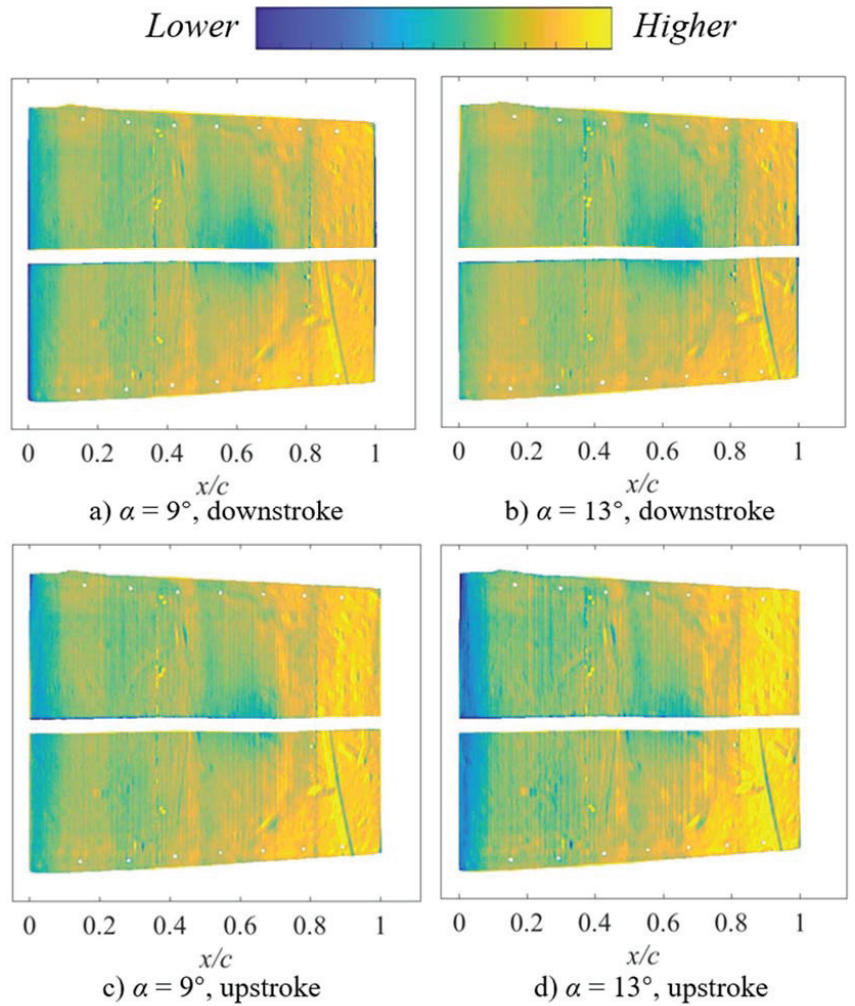 Lower Higher
0 0.2 0.4 0.6 0.8 1
x/c
a) α = 9°, downstroke
0 0.2 0.4 0.6 0.8 1
x/c
b) α = 13°, downstroke
0 0.2 0.4 0.6 0.8 1
x/c
c) α = 9°, upstroke
0 0.2 0.4 0.6 0.8 1
x/c
d) α = 13°, upstroke